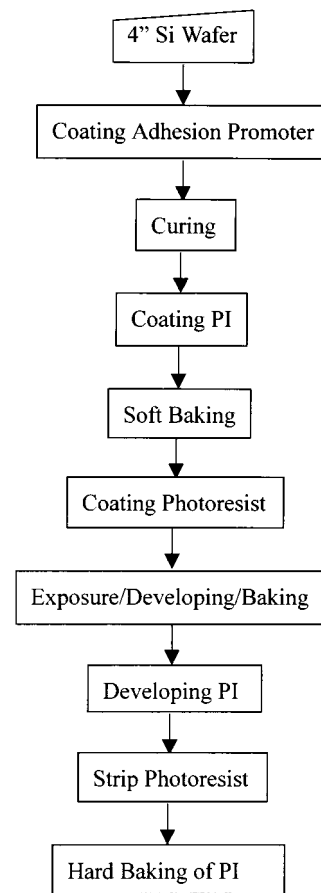 4” Si Wafer
Coating Adhesion Promoter
Curing
Coating PI
Soft Baking
Coating Photoresist
Exposure/Developing/Baking
Developing PI
Strip Photoresist
Hard Baking of PI